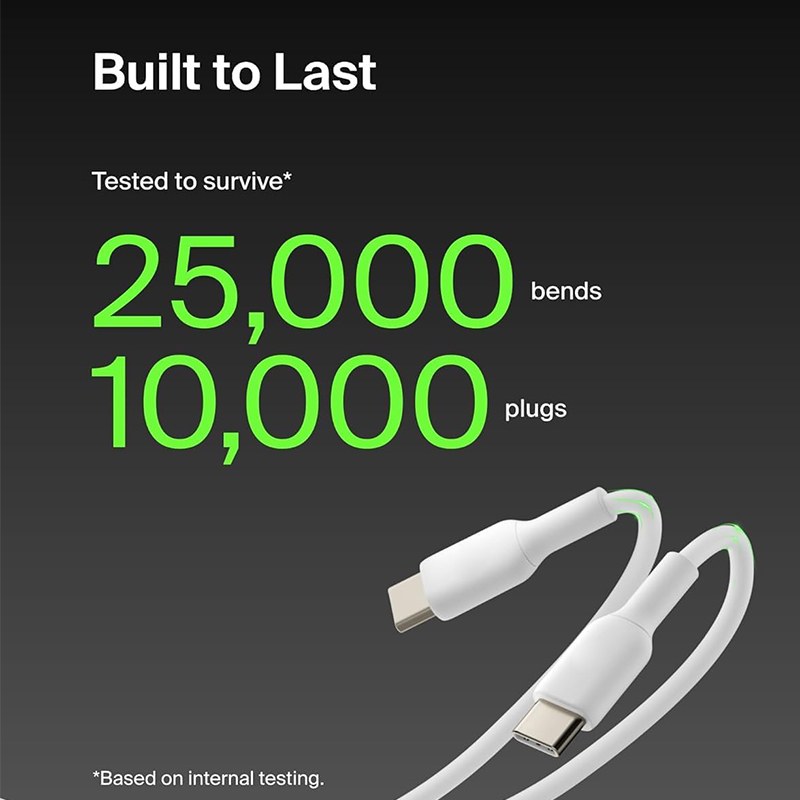 Built to Last
Tested to survive*
25,000 bends
10,000 plugs
*Based on internal testing.